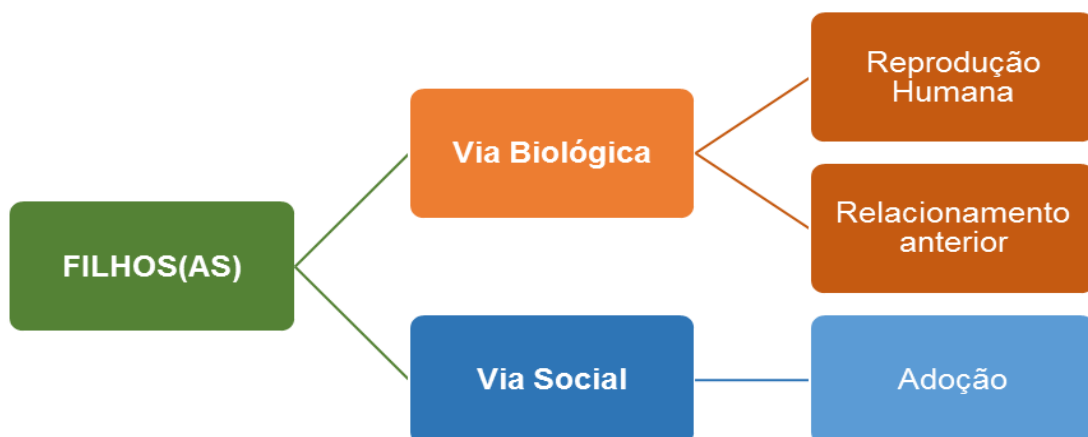 Reprodução
Humana
Via Biológica
Relacionamento
anterior
FILHOS(AS)
Via Social
Adoção